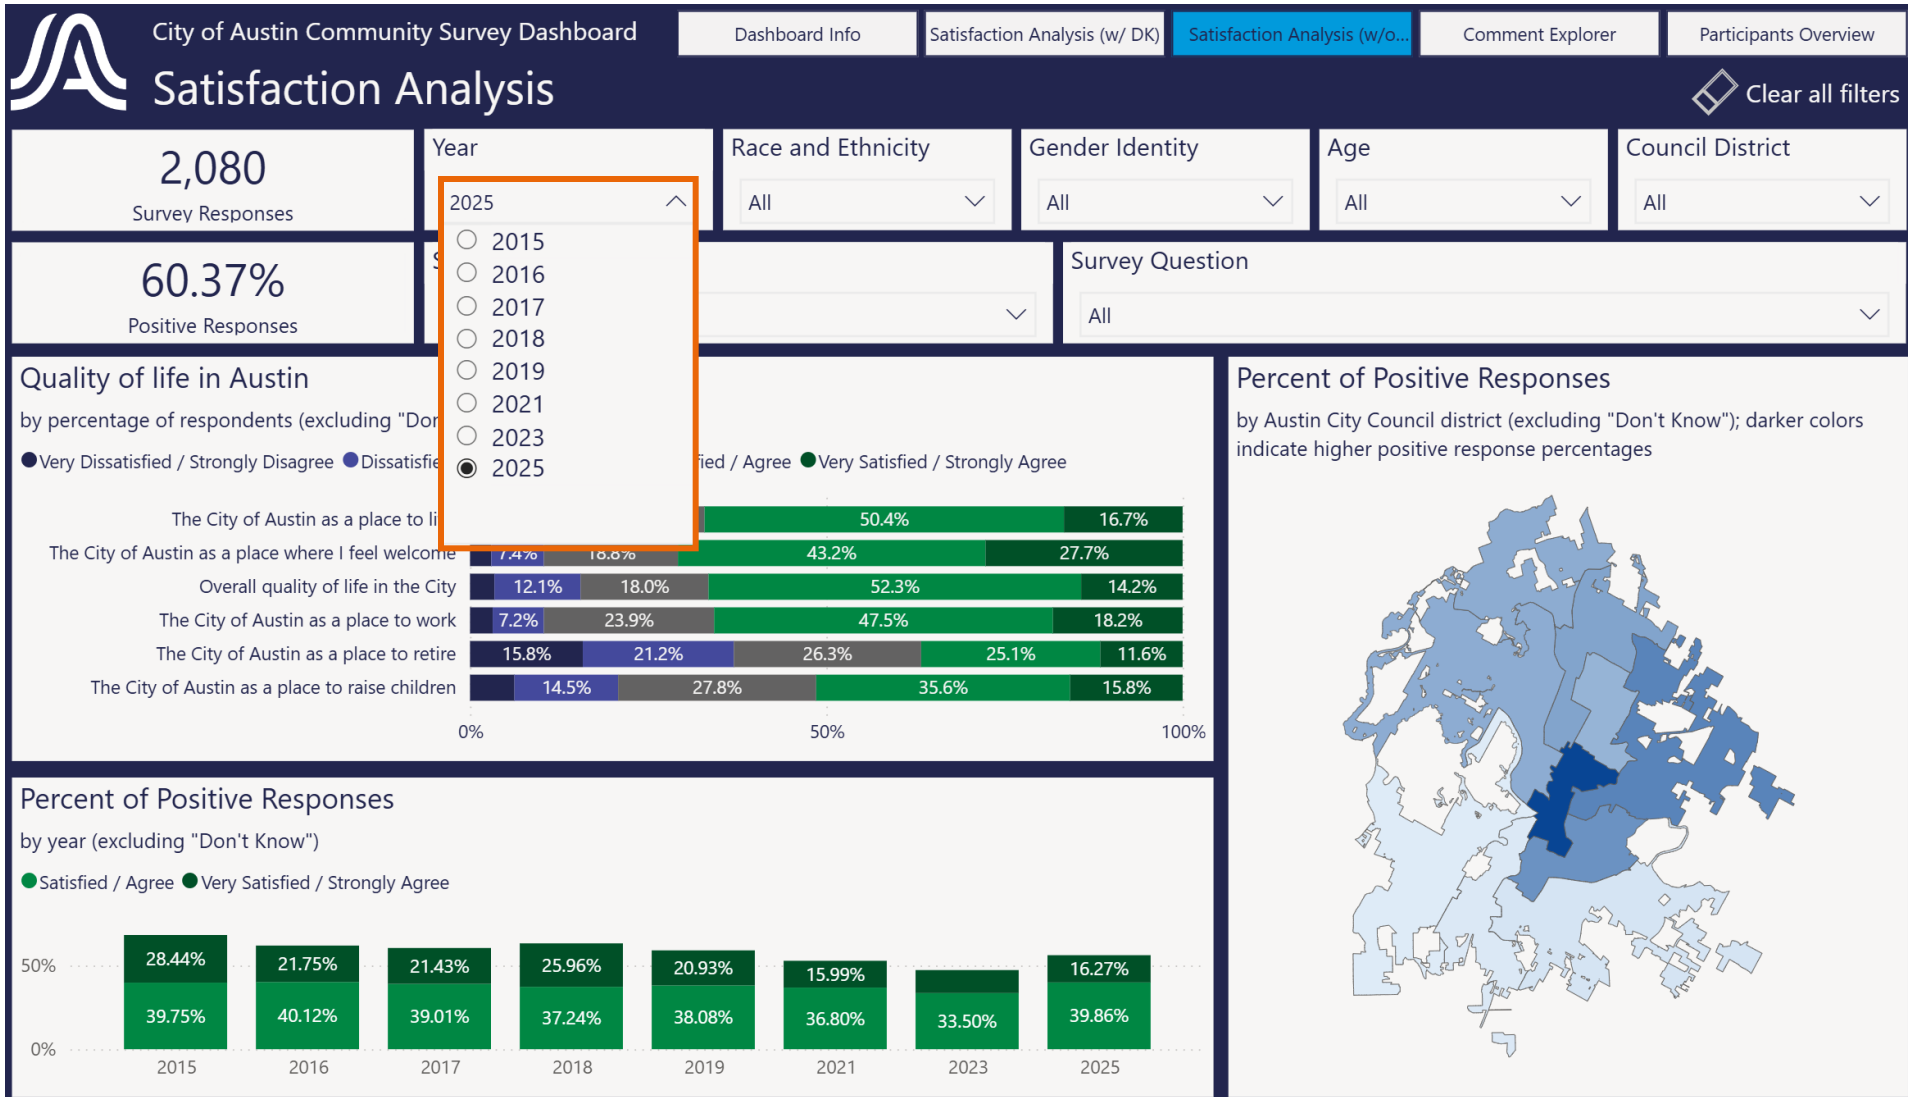 City of Austin Community Survey Dashboard
Satisfaction Analysis
Dashboard Info
Satisfaction Analysis (w/ DK)
Satisfaction Analysis (w/o...
Comment Explorer
Participants Overview
Clear all filters
2,080
Survey Responses
60.37%
Positive Responses
Year
2025
2015
2016
2017
2018
2019
2021
2023
2025
Race and Ethnicity
All
Gender Identity
All
Age
All
Council District
All
Survey Question
All
Quality of life in Austin
by percentage of respondents (excluding "Don
Very Dissatisfied / Strongly Disagree
Dissatisfie
fied / Agree
Very Satisfied / Strongly Agree
The City of Austin as a place to li
50.4%
16.7%
The City of Austin as a place where I feel welcome
7.4%
18.8%
43.2%
27.7%
Overall quality of life in the City
12.1%
18.0%
52.3%
14.2%
The City of Austin as a place to work
7.2%
23.9%
47.5%
18.2%
The City of Austin as a place to retire
15.8%
21.2%
26.3%
25.1%
11.6%
The City of Austin as a place to raise children
14.5%
27.8%
35.6%
15.8%
0%
50%
100%
Percent of Positive Responses
by year (excluding "Don't Know")
Satisfied / Agree
Very Satisfied / Strongly Agree
50%
0%
28.44%
21.75%
21.43%
25.96%
20.93%
15.99%
16.27%
39.75%
40.12%
39.01%
37.24%
38.08%
36.80%
33.50%
39.86%
2015
2016
2017
2018
2019
2021
2023
2025
Percent of Positive Responses
by Austin City Council district (excluding "Don't Know"); darker colors
indicate higher positive response percentages